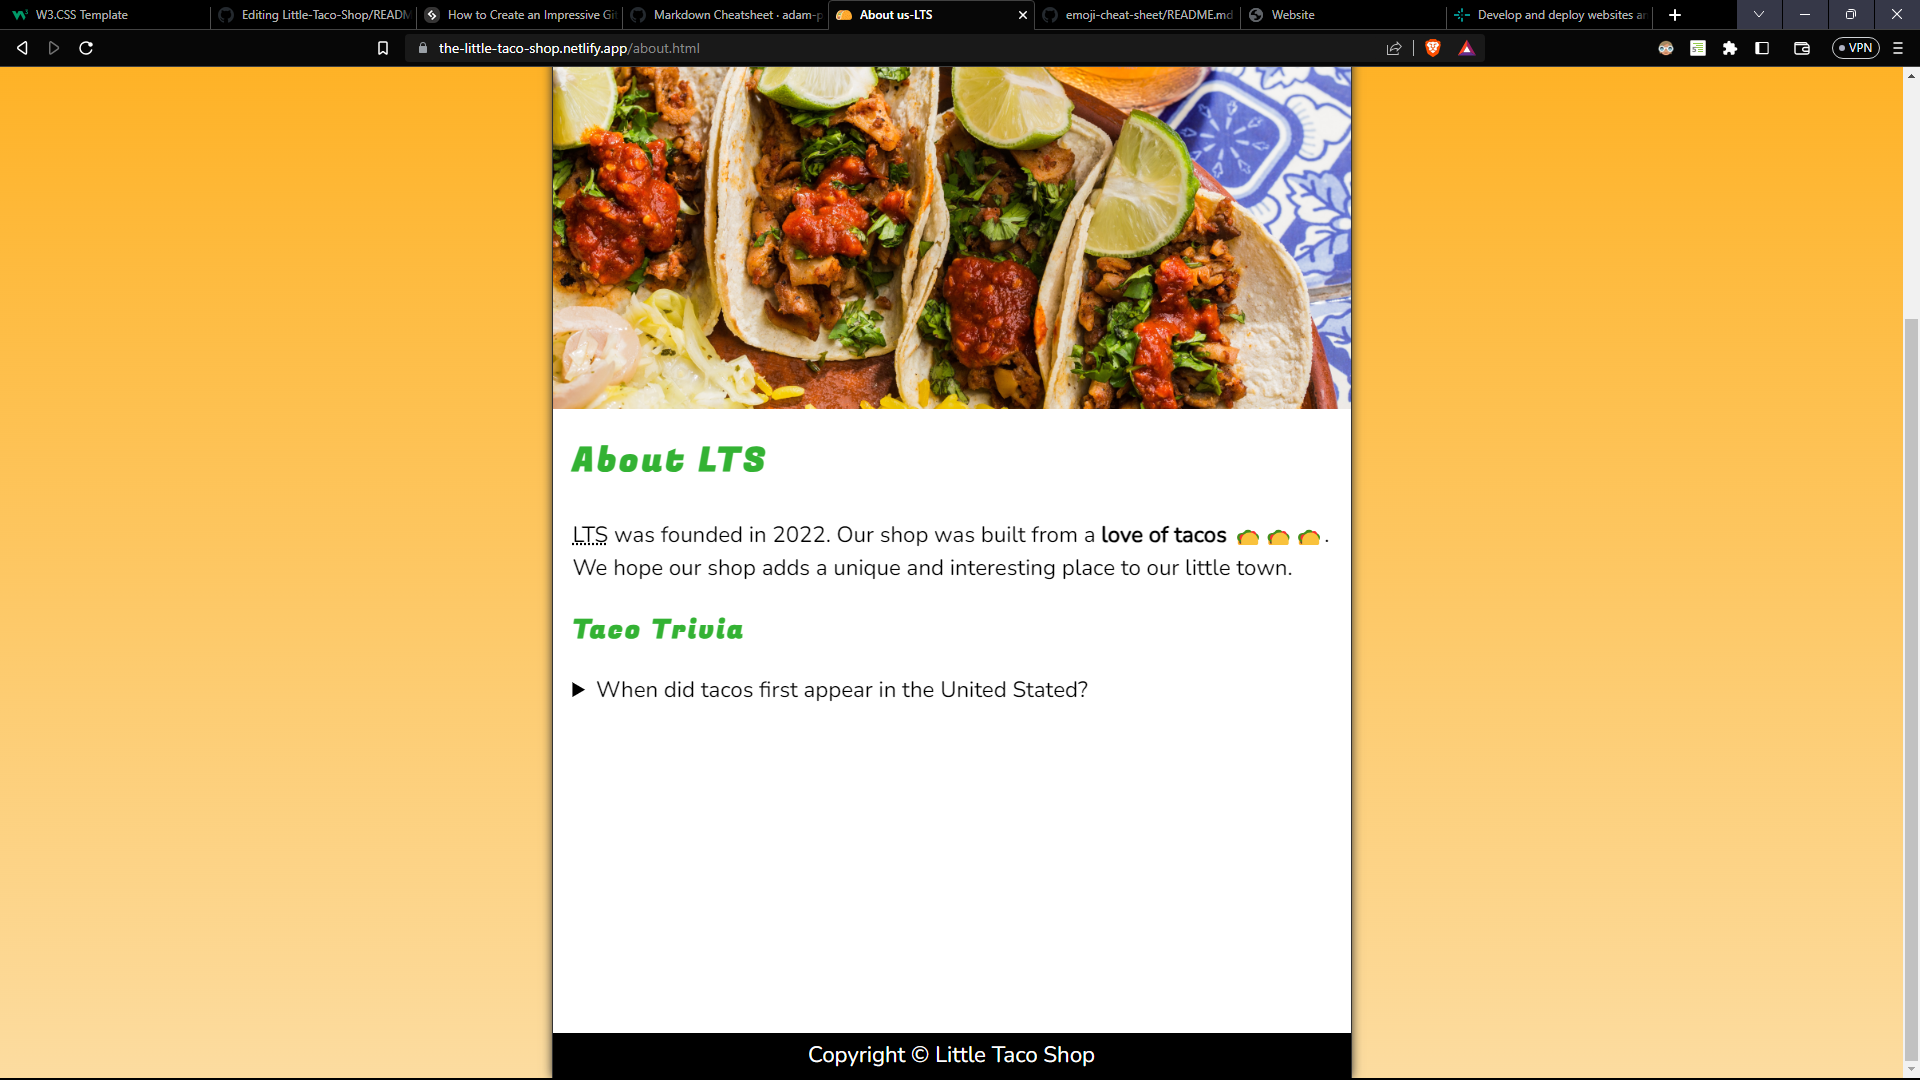 W3.CSS Template
Editing Little-Taco-Shop/READM
How to Create an Impressive Gi
Markdown Cheatsheet · adam-p
About us-LTS
emoji-cheat-sheet/README.md
Website
Develop and deploy websites a
the-little-taco-shop.netlify.app/about.html
VPN
About LTS
LTS was founded in 2022. Our shop was built from a love of tacos 🌮 🌮 🌮 .
We hope our shop adds a unique and interesting place to our little town.
Taco Trivia
▶ When did tacos first appear in the United Stated?
Copyright © Little Taco Shop